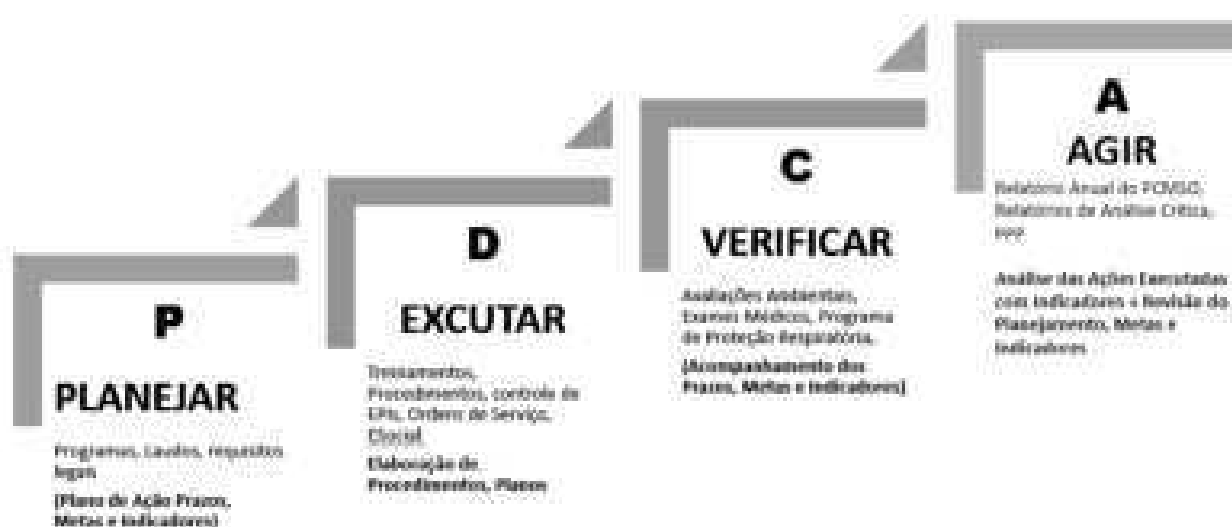 P
PLANEJAR
Programas, Laudos, requisitos
legais
(Plano de Ação Prazos,
Metas e Indicadores)
D
EXCUTAR
Treinamentos,
Procedimentos, controle de
EPIs, Ordens de Serviço,
Elaboração de
Procedimentos, Planos
C
VERIFICAR
Avaliações Ambientais,
Exames Médicos, Programa
de Proteção Respiratória,
(Acompanhamento dos
Prazos, Metas e Indicadores)
A
AGIR
Relatório Anual do PCMSO,
Relatórios de Análise Crítica,
PPP
Análise das Ações Executadas
com Indicadores e Revisão do
Planejamento, Metas e
Indicadores